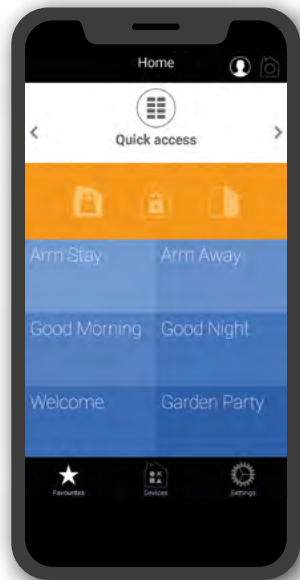 Home
Quick access
Arm Stay Arm Away
Good Morning Good Night
Welcome Garden Party
Favourites Devices Settings